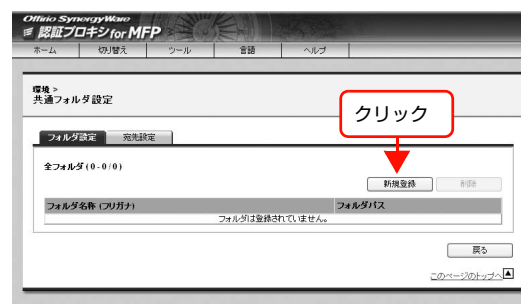 Offirio SynergyWare
認証プロキシ for MFP
ホーム 切り替え ツール 言語 ヘルプ
環境 >
共通フォルダ設定
クリック
フォルダ設定 宛先設定
全フォルダ (0 - 0 / 0)
新規登録 削除
フォルダ名称 (フリガナ) フォルダパス
フォルダは登録されていません。
戻る
このページのトップへ